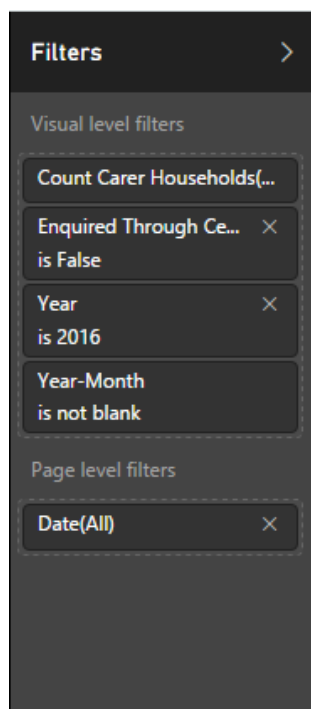 Filters
Visual level filters
Count Carer Households(...
Enquired Through Ce...
is False
Year
is 2016
Year-Month
is not blank
Page level filters
Date(All)